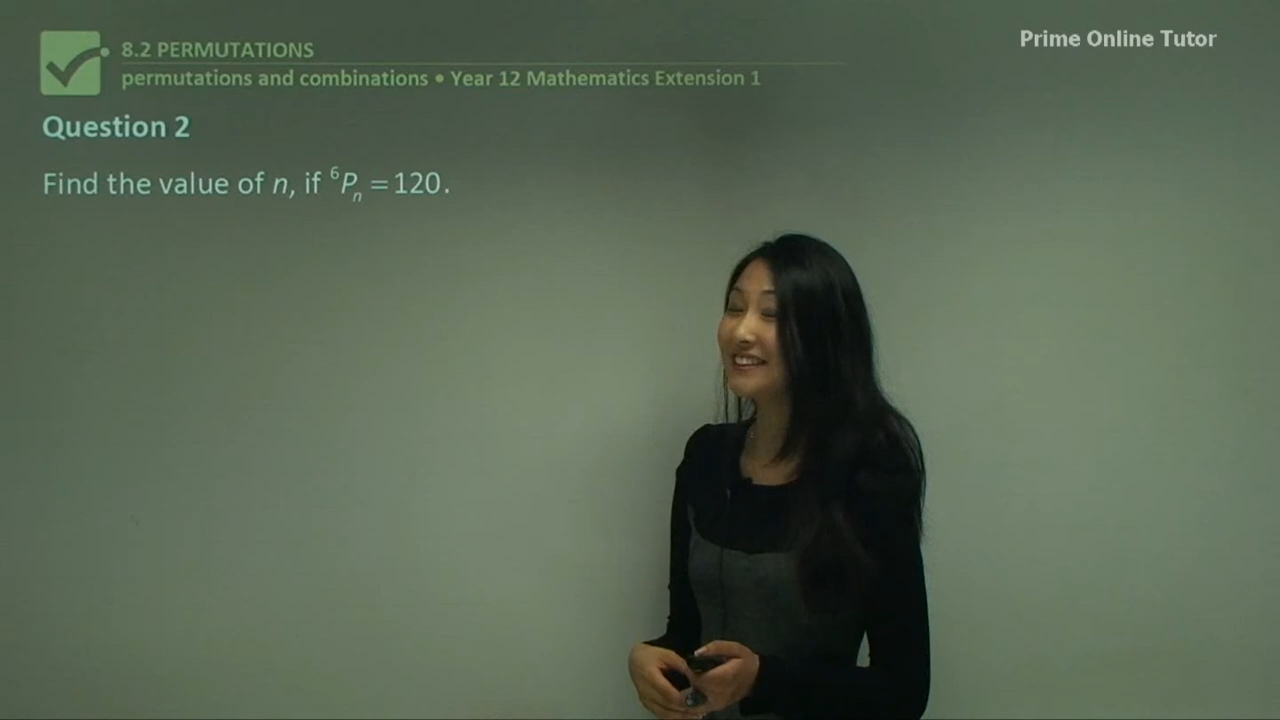 8.2 PERMUTATIONS
permutations and combinations • Year 12 Mathematics Extension 1
Prime Online Tutor
Question 2
Find the value of n, if ⁶Pₙ = 120.